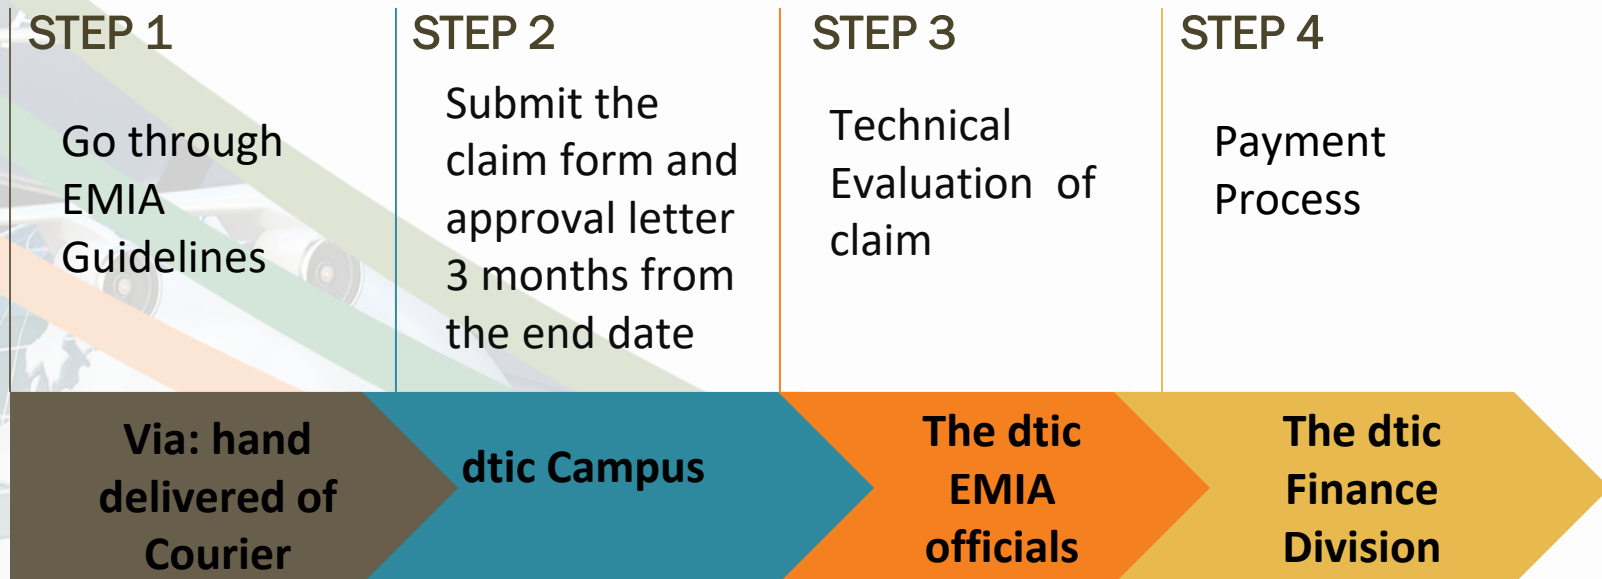 STEP 1
Go through
EMIA
Guidelines
STEP 2
Submit the
claim form and
approval letter
3 months from
the end date
STEP 3
Technical
Evaluation of
claim
STEP 4
Payment
Process
Via: hand
delivered of
Courier
dtic Campus
The dtic
EMIA
officials
The dtic
Finance
Division